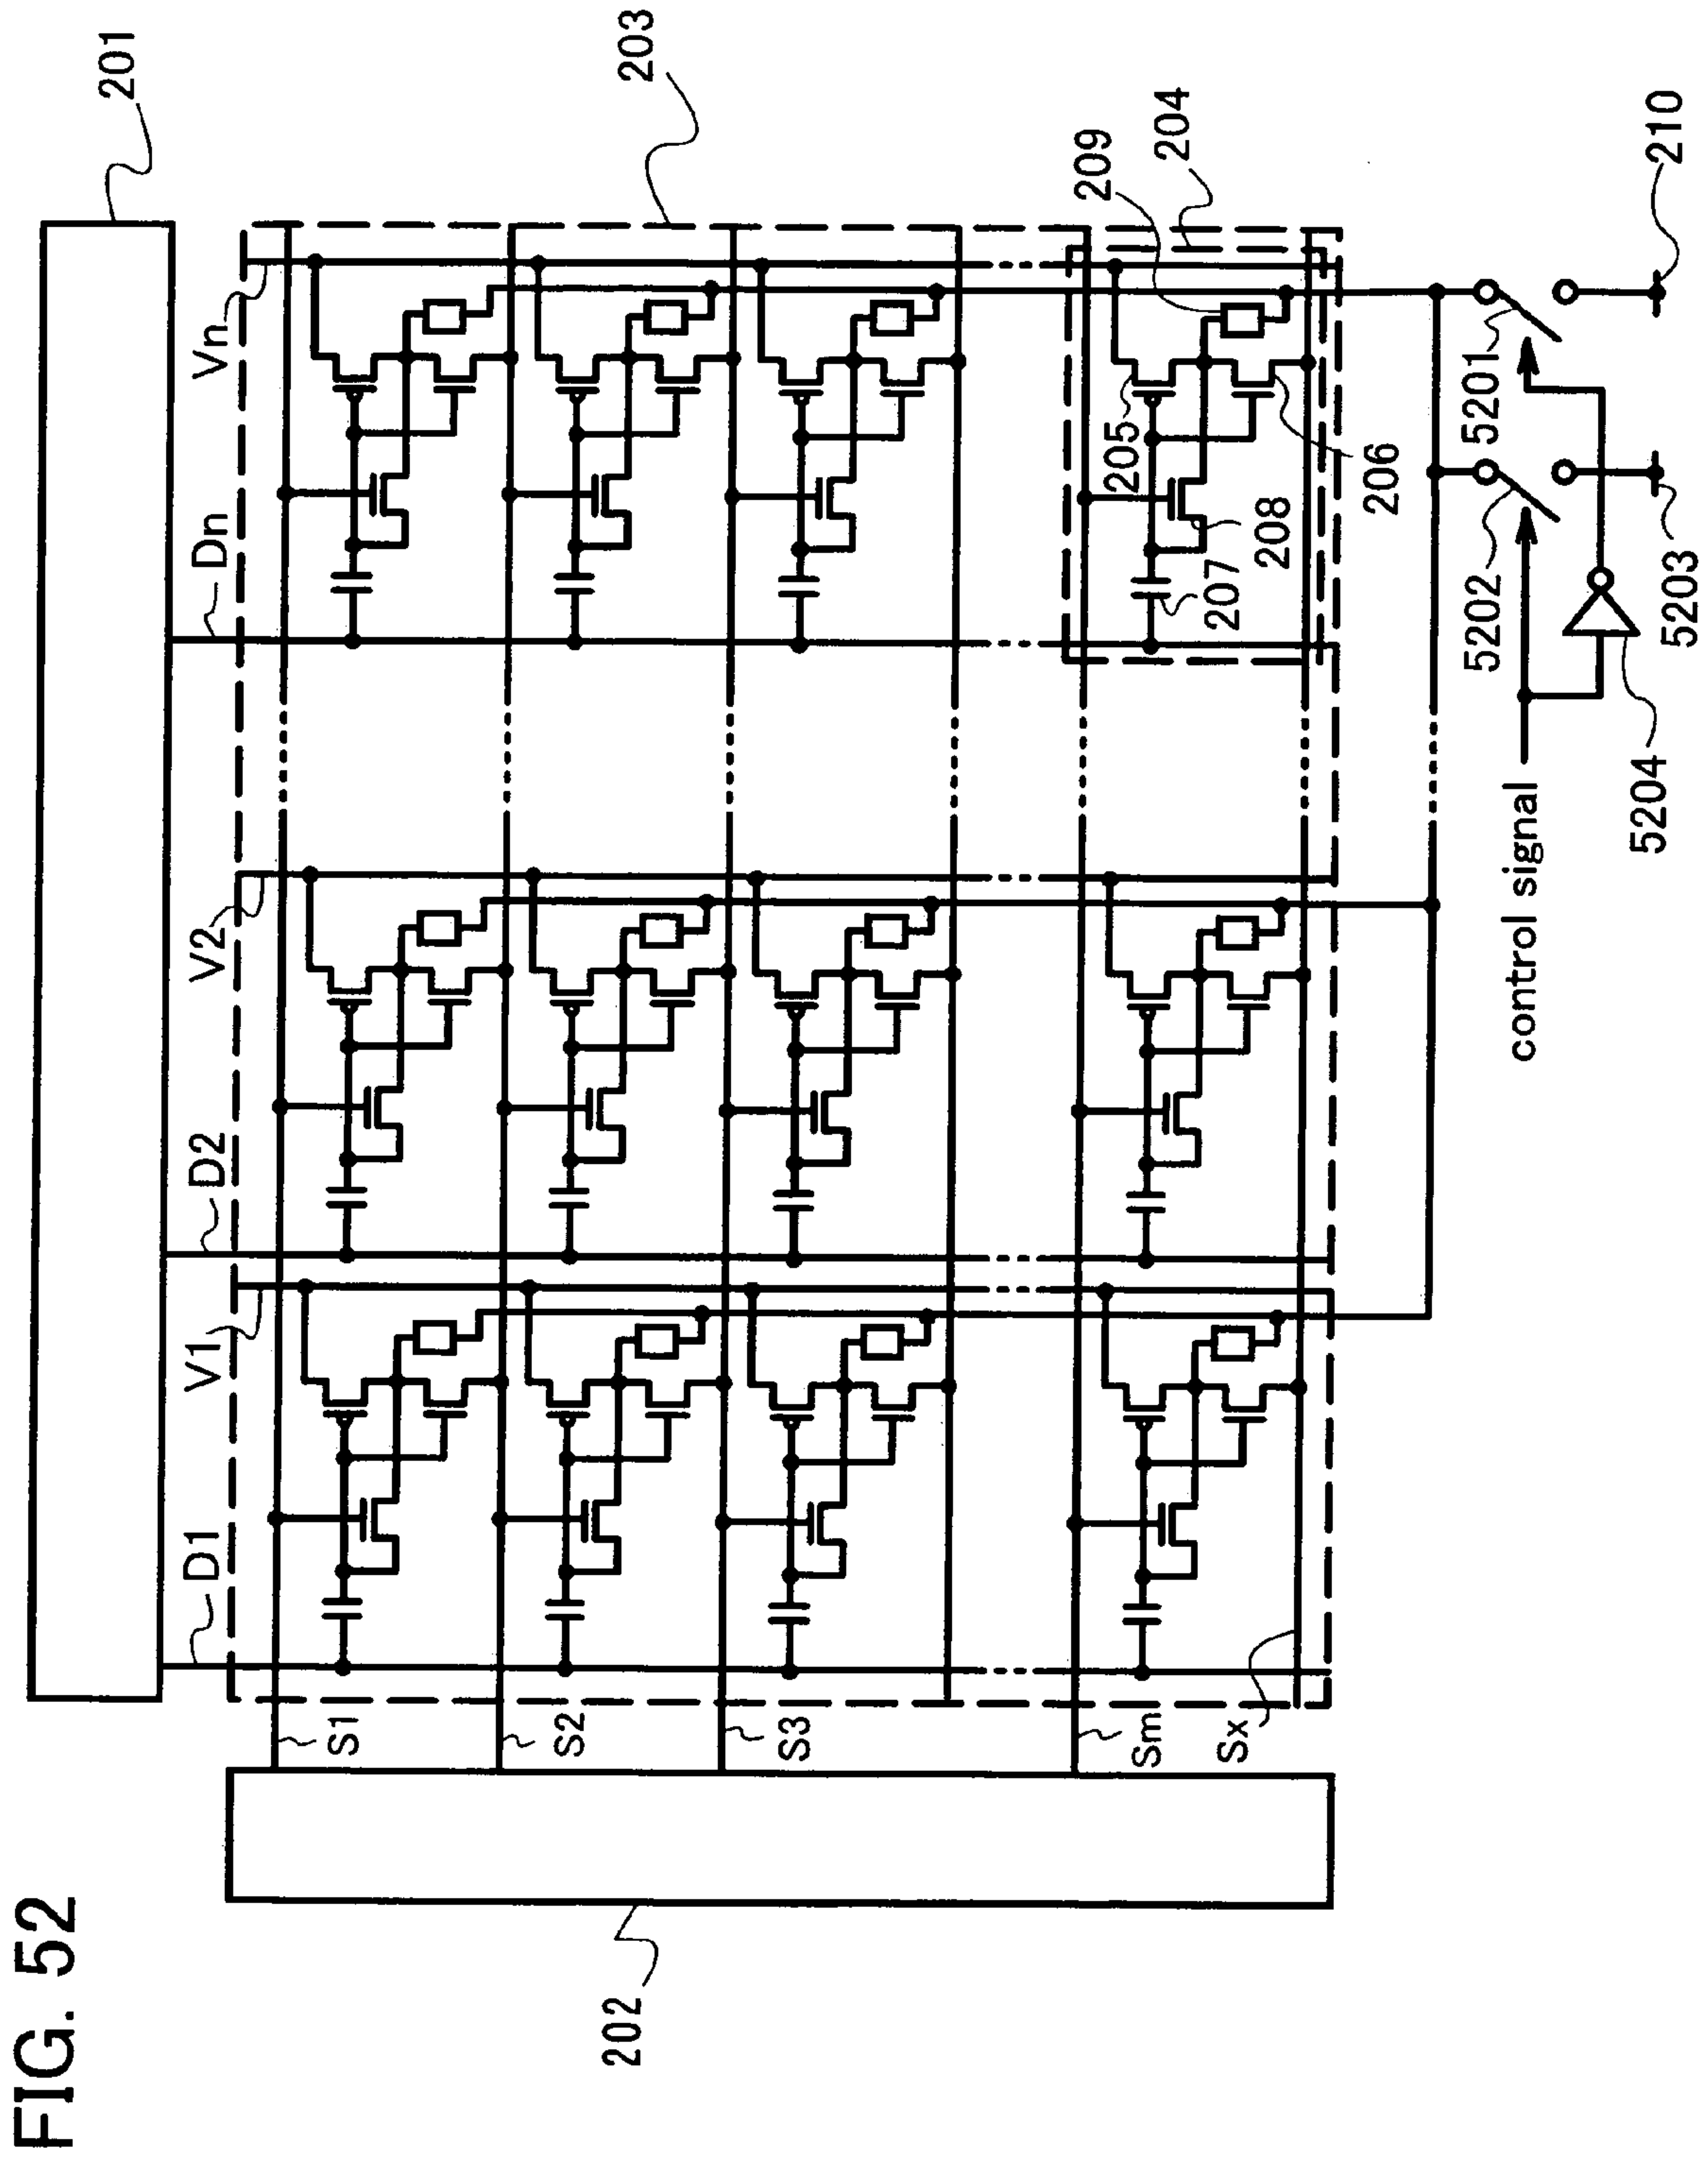 FIG. 52
201
203
Vn
Dn
V2
D2
V1
D1
209
204
205
206
207
208
S1
S2
S3
Sm
Sx
202
5201
5202
210
5203
5204
control signal